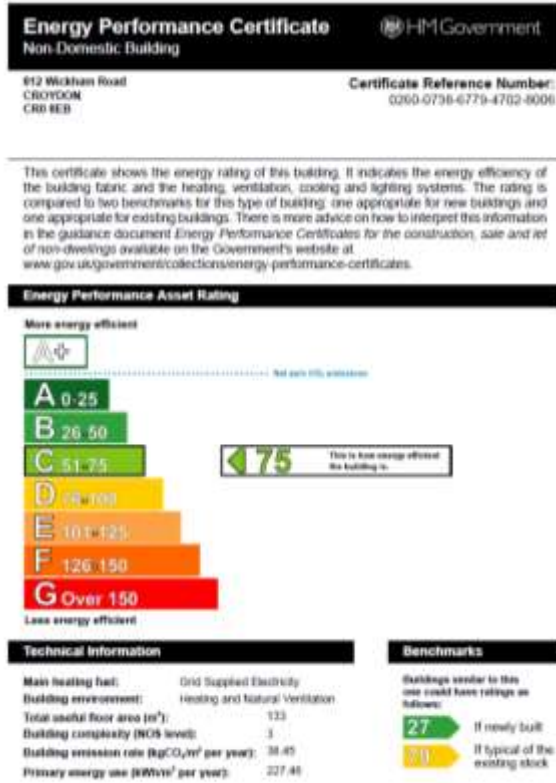 Energy Performance Certificate
HM Government
Non-Domestic Building
912 Wickham Road
CROYDON
CR0 8EB
Certificate Reference Number:
This certificate shows the energy rating of this building. It indicates the energy efficiency of
the building fabric and the heating, ventilation, cooling and lighting systems. The rating is
compared to two benchmarks for this type of building: one appropriate for new buildings and
one appropriate for existing buildings. There is more advice on how to interpret this information
in the guidance document Energy Performance Certificates for the construction, sale and let
of non-dwellings available on the Government's website at
www.gov.uk/government/collections/energy-performance-certificates.
Energy Performance Asset Rating
More energy efficient
A+
Net zero CO₂ emissions
A 0-25
B 26-50
C 51-75
75
This is how energy efficient
the building is.
D 76-100
E 101-125
F 126-150
G Over 150
Less energy efficient
Technical Information
Main heating fuel: Grid Supplied Electricity
Building environment: Heating and Natural Ventilation
Total useful floor area (m²): 133
Building complexity (NOS level): 3
Building emission rate (kgCO₂/m² per year): 38.45
Primary energy use (kWh/m² per year): 227.46
Benchmarks
Buildings similar to this
one could have ratings as
follows:
27 If newly built
If typical of the
existing stock